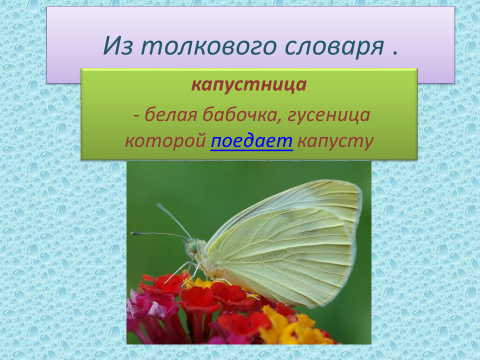 Из толкового словаря .
капустница
- белая бабочка, гусеница
которой поедает капусту